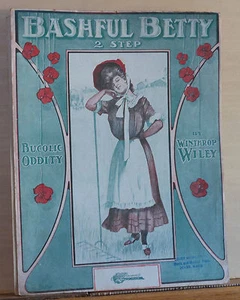 BASHFUL BETTY
2 STEP
BUCOLIC
ODDITY
BY
WINTHROP
WILEY